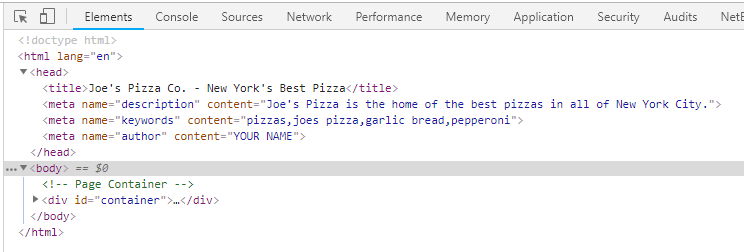 Elements Console Sources Network Performance Memory Application Security Audits NetB
<!doctype html>
<html lang="en">
▼<head>
<title>Joe's Pizza Co. - New York's Best Pizza</title>
<meta name="description" content="Joe's Pizza is the home of the best pizzas in all of New York City.">
<meta name="keywords" content="pizzas,joes pizza,garlic bread,pepperoni">
<meta name="author" content="YOUR NAME">
</head>
…▼<body> == $0
<!-- Page Container -->
▶<div id="container">…</div>
</body>
</html>